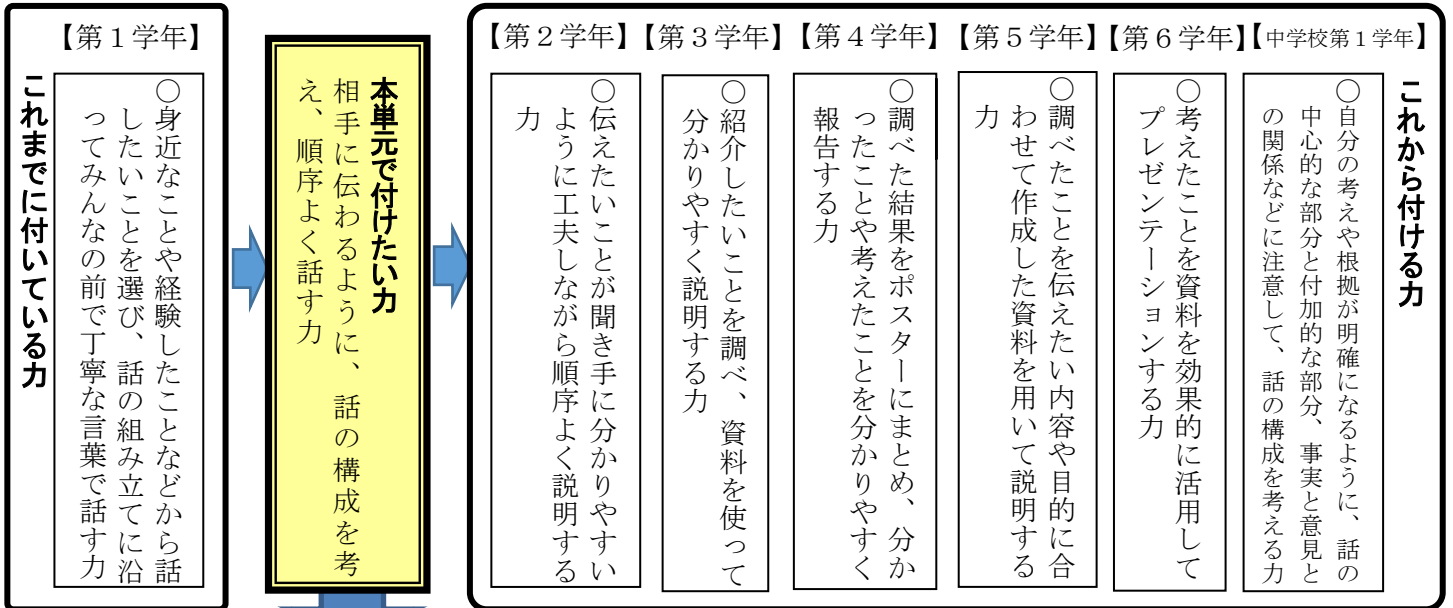 【第１学年】
これまでに付いている力
○身近なことや経験したことなどから話
したいことを選び、話の組み立てに沿
ってみんなの前で丁寧な言葉で話す力
本単元で付けたい力
相手に伝わるように、話の構成を考
え、順序よく話す力
これから付ける力
【第２学年】
○伝えたいことが聞き手に分かりやすい
ように工夫しながら順序よく説明する
力
【第３学年】
○紹介したいことを調べ、資料を使って
分かりやすく説明する力
【第４学年】
○調べた結果をポスターにまとめ、分か
ったことや考えたことを分かりやすく
報告する力
【第５学年】
○調べたことを伝えたい内容や目的に合
わせて作成した資料を用いて説明する
力
【第６学年】
○考えたことを資料を効果的に活用して
プレゼンテーションする力
【中学校第１学年】
○自分の考えや根拠が明確になるように、話の
中心的な部分と付加的な部分、事実と意見と
の関係などに注意して、話の構成を考える力